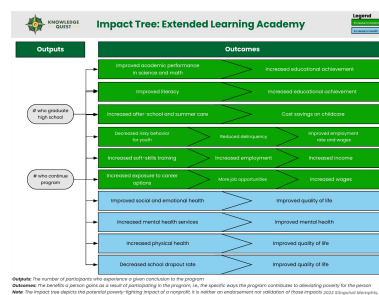 KNOWLEDGE
QUEST
Impact Tree: Extended Learning Academy
Legend
Outputs
Outcomes
Improved academic performance
in science and math
Increased educational achievement
Improved literacy
Increased educational achievement
# who graduate
high school
Increased after-school and summer care
Cost savings on childcare
Decreased risky behavior
for youth
Reduced delinquency
Improved employment
rate and wages
Increased soft-skills training
Increased employment
Increased income
# who continue
program
Increased exposure to career
options
More job opportunities
Increased wages
Improved social and emotional health
Improved quality of life
Increased mental health services
Improved mental health
Increased physical health
Improved quality of life
Decreased school dropout rate
Improved quality of life
Outputs: The number of participants who experience a given conclusion to the program
Outcomes: The benefits a person gains as a result of participating in the program, i.e., the specific ways the program contributes to alleviating poverty for the person
Note: The impact tree depicts the potential poverty-fighting impact of a nonprofit; it is neither an endorsement nor validation of those impacts
2023 Slingshot Memphis,